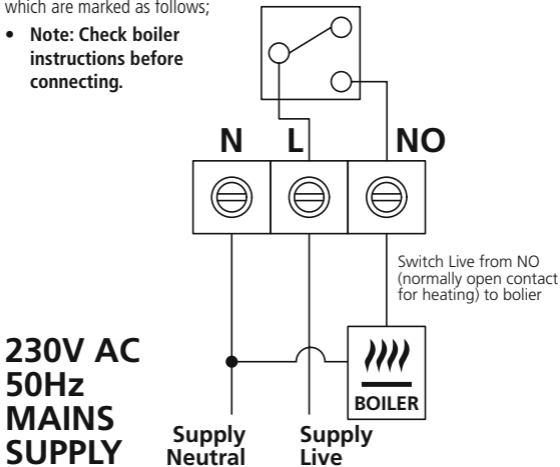 which are marked as follows;
• Note: Check boiler
instructions before
connecting.
N L NO
Switch Live from NO
(normally open contact
for heating) to bolier
BOILER
230V AC
50Hz
MAINS
SUPPLY
Supply
Neutral
Supply
Live